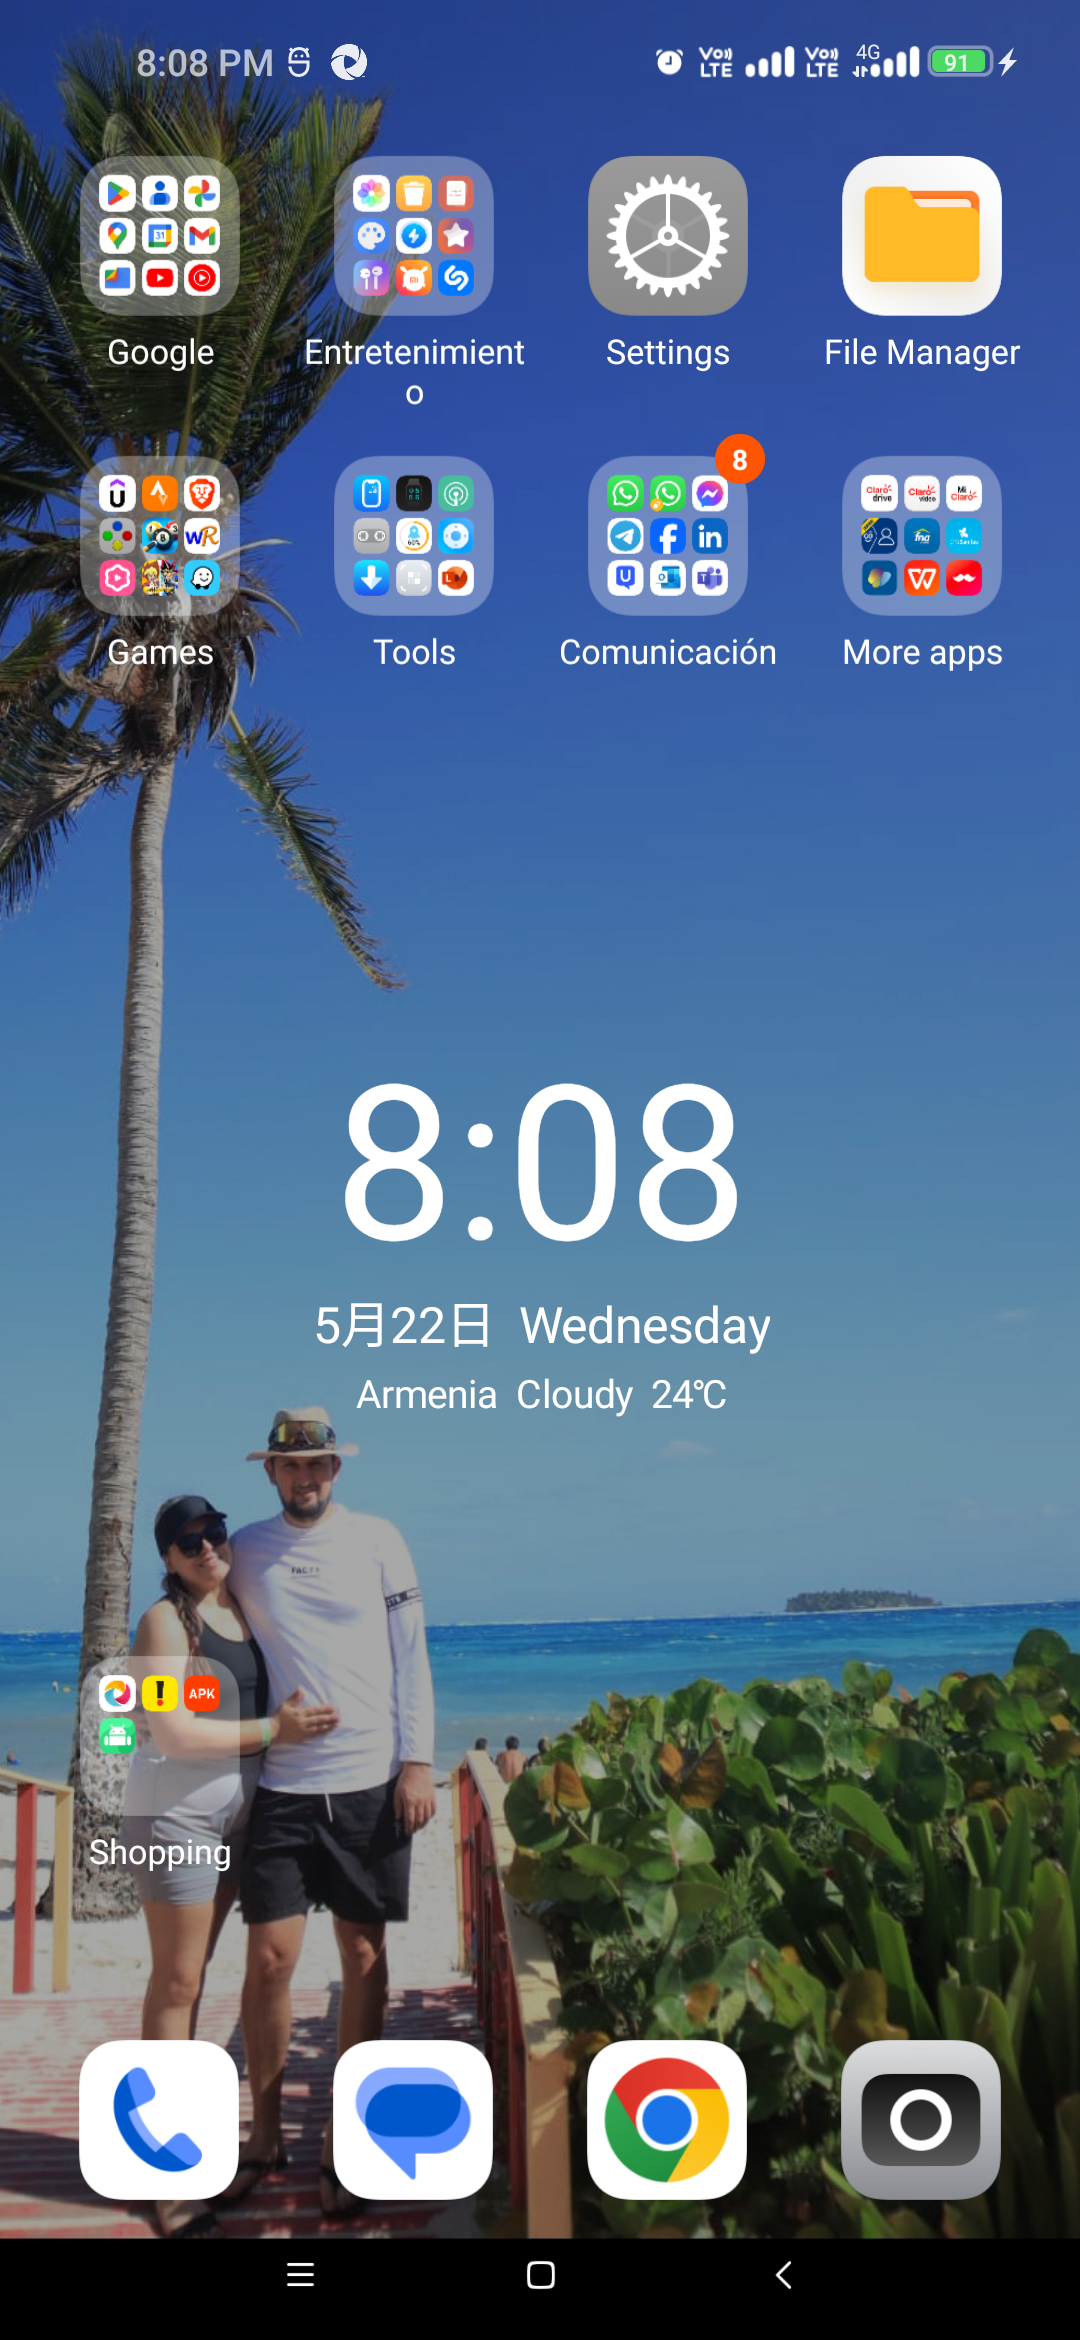 8:08 PM
Vo))
LTE
Vo))
LTE
4G
91
Google
Entretenimient
o
Settings
File Manager
8
Games
Tools
Comunicación
More apps
8:08
5月22日 Wednesday
Armenia Cloudy 24℃
APK
Shopping